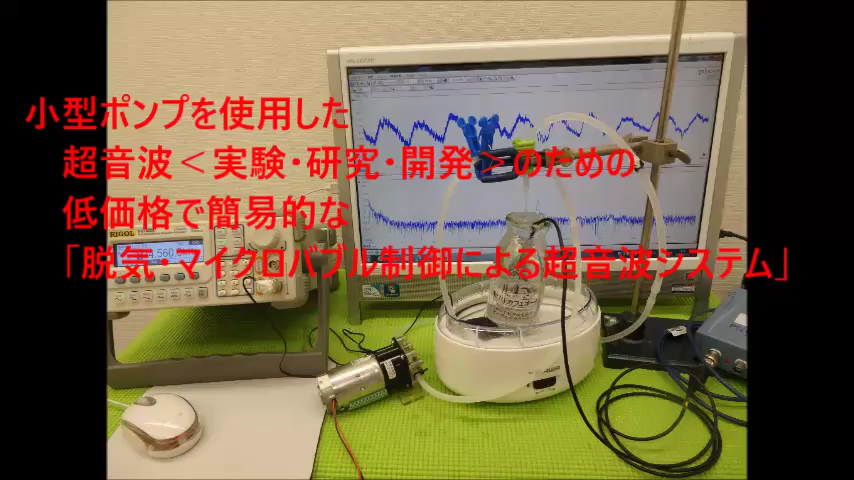 小型ポンプを使用した
超音波＜実験・研究・開発＞のための
低価格で簡易的な
「脱気・マイクロバブル制御による超音波システム」
RIGOL